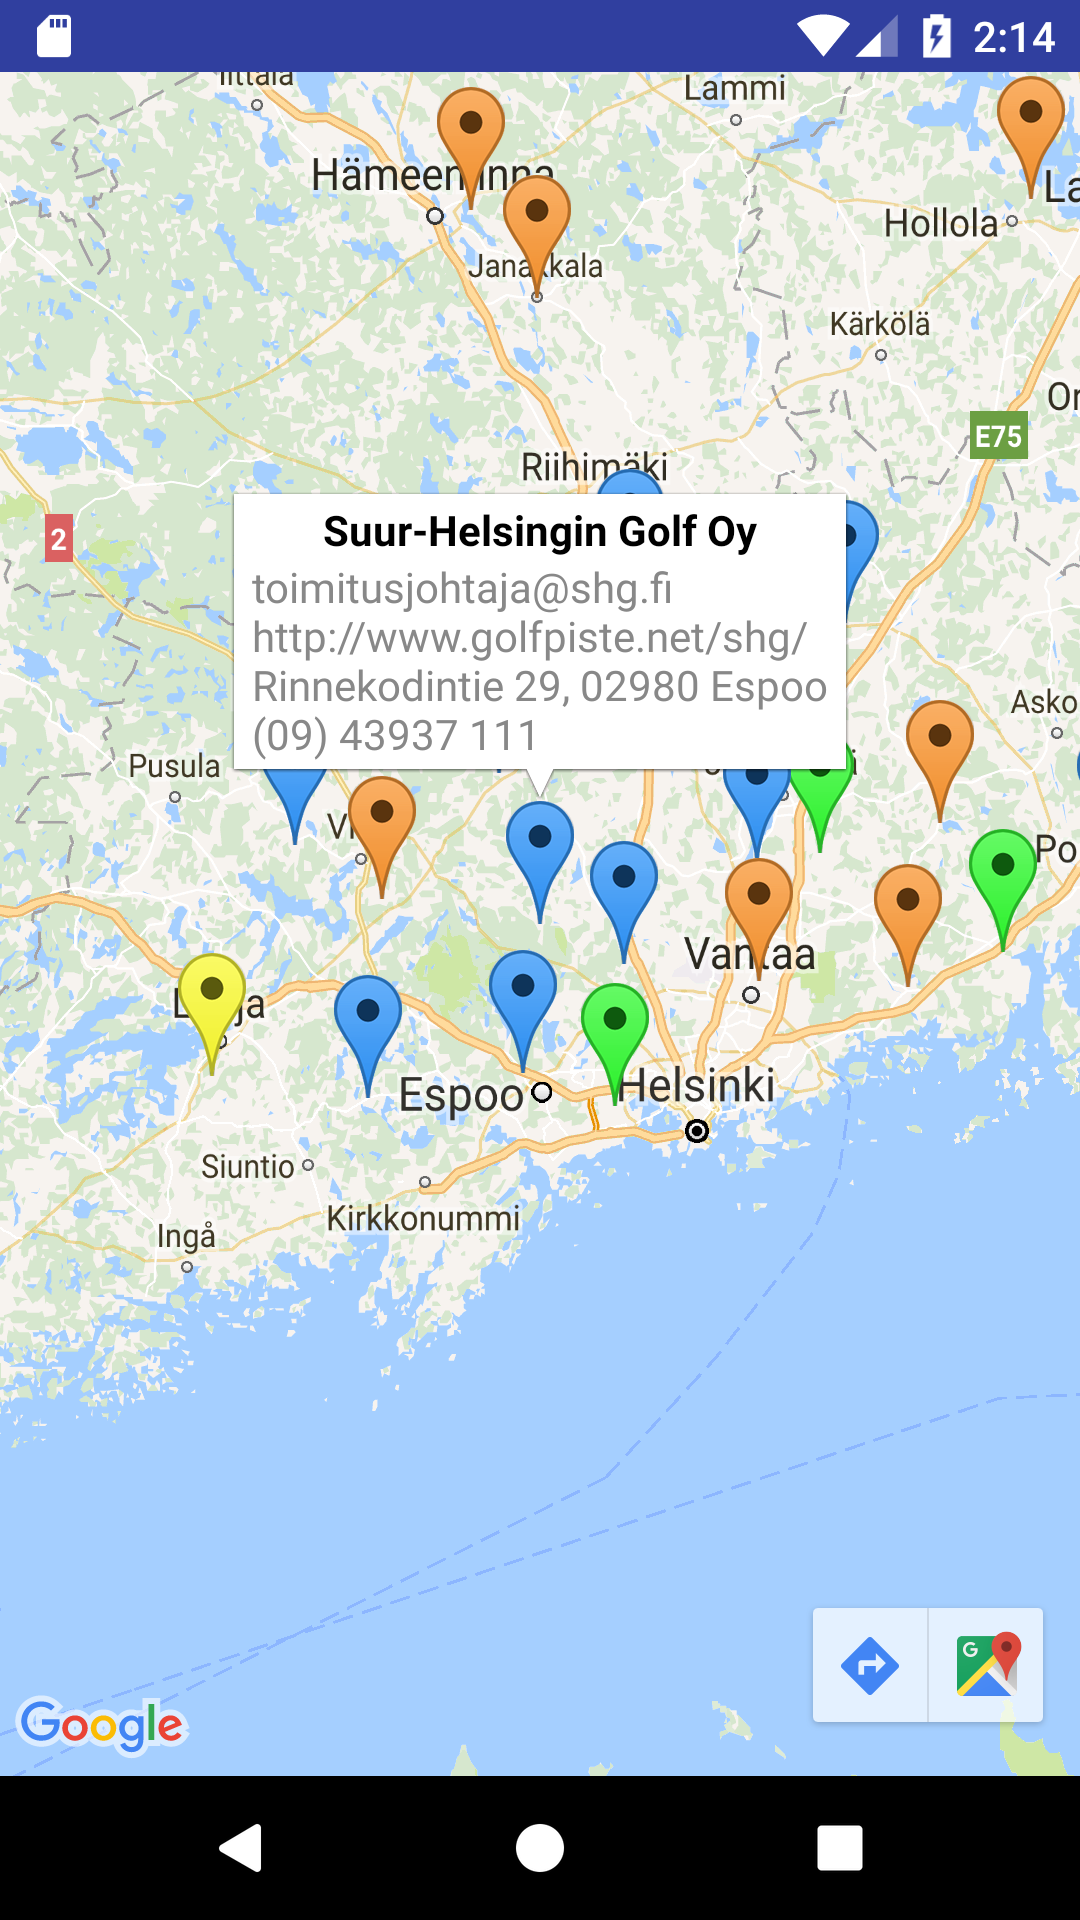 2:14
Iittala
Lammi
Hämeenlinna
La
Hollola
Janakkala
Kärkölä
Or
E75
Riihimäki
2
Suur-Helsingin Golf Oy
toimitusjohtaja@shg.fi
http://www.golfpiste.net/shg/
Rinnekodintie 29, 02980 Espoo
(09) 43937 111
Asko
Pusula
Vi
Po
Vantaa
Lohja
Espoo
Helsinki
Siuntio
Kirkkonummi
Ingå
G
Google